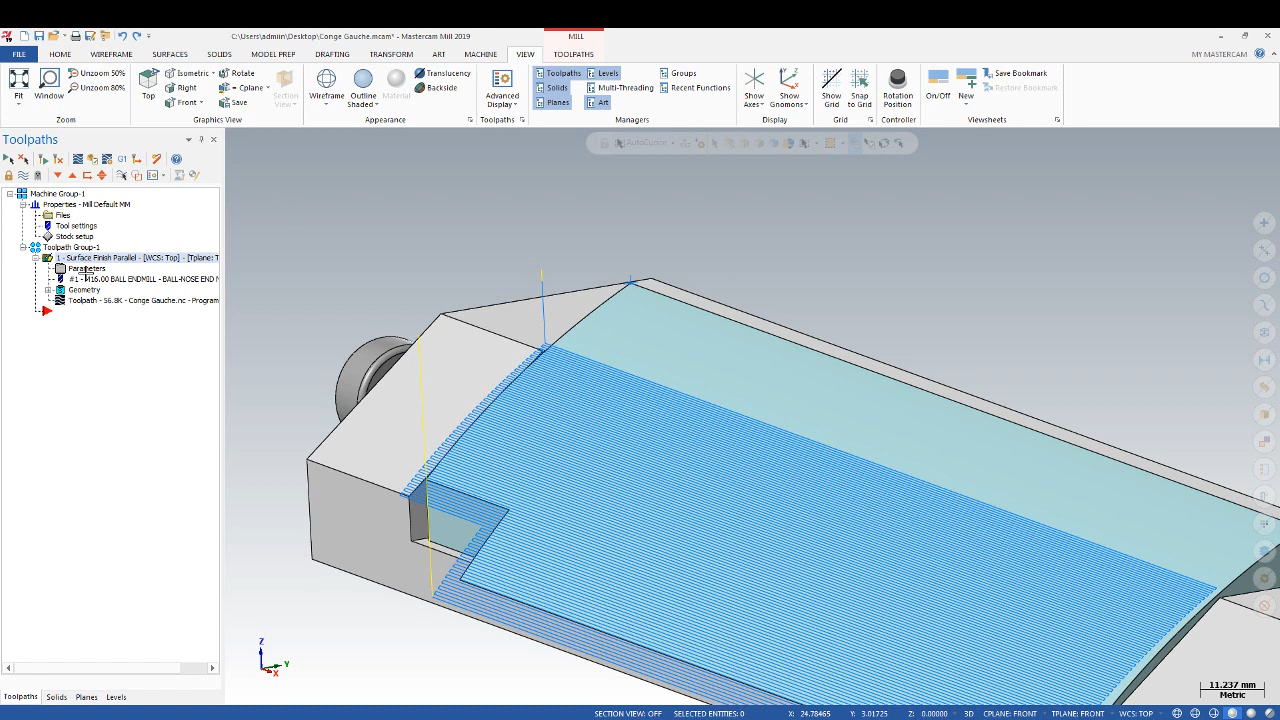 C:\Users\admiin\Desktop\Conge Gauche.mcam* - Mastercam Mill 2019
MILL
FILE HOME WIREFRAME SURFACES SOLIDS MODEL PREP DRAFTING TRANSFORM ART MACHINE VIEW TOOLPATHS MY MASTERCAM
Fit Window Unzoom 50% Unzoom 80%
Zoom
Top Isometric Right Front Rotate = Cplane Save Section View
Graphics View
Wireframe Outline Shaded Material Translucency Backside
Appearance
Advanced Display
Toolpaths
Toolpaths Levels Groups
Solids Multi-Threading Recent Functions
Planes Art
Managers
Show Axes Show Gnomons
Display
Show Grid Snap to Grid
Grid
Rotation Position
Controller
On/Off New Save Bookmark Restore Bookmark
Viewsheets
Toolpaths
G1
AutoCursor
Machine Group-1
Properties - Mill Default MM
Files
Tool settings
Stock setup
Toolpath Group-1
1 - Surface Finish Parallel - [WCS: Top] - [Tplane: T
Parameters
BALL ENDMILL - BALL-NOSE END M
Geometry
Toolpath - 56.8K - Conge Gauche.nc - Program
Z
Y
X
11.237 mm
Metric
Toolpaths Solids Planes Levels
SECTION VIEW: OFF SELECTED ENTITIES: 0 X: 24.78465 Y: 3.01725 Z: 0.00000 3D CPLANE: FRONT TPLANE: FRONT WCS: TOP